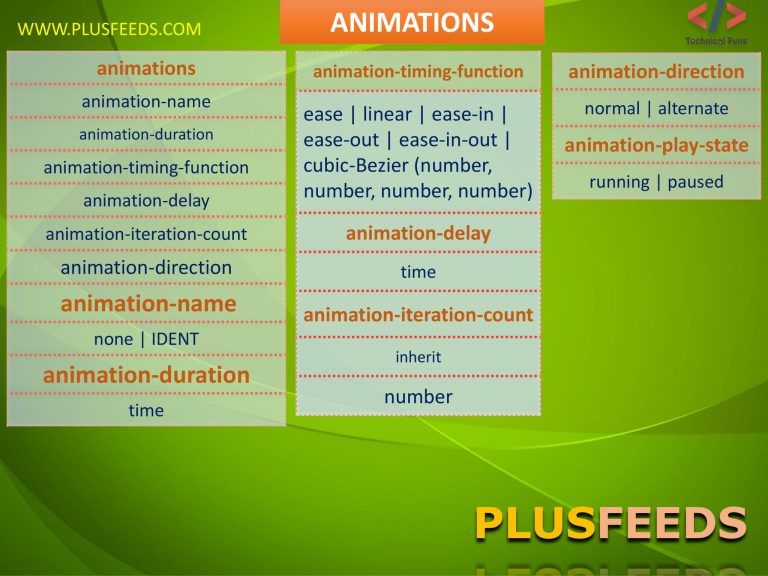 WWW.PLUSFEEDS.COM
ANIMATIONS
Technical Funs
animations
animation-name
animation-duration
animation-timing-function
animation-delay
animation-iteration-count
animation-direction
animation-name
none | IDENT
animation-duration
time
animation-timing-function
ease | linear | ease-in |
ease-out | ease-in-out |
cubic-Bezier (number,
number, number, number)
animation-delay
time
animation-iteration-count
inherit
number
animation-direction
normal | alternate
animation-play-state
running | paused
PLUSFEEDS